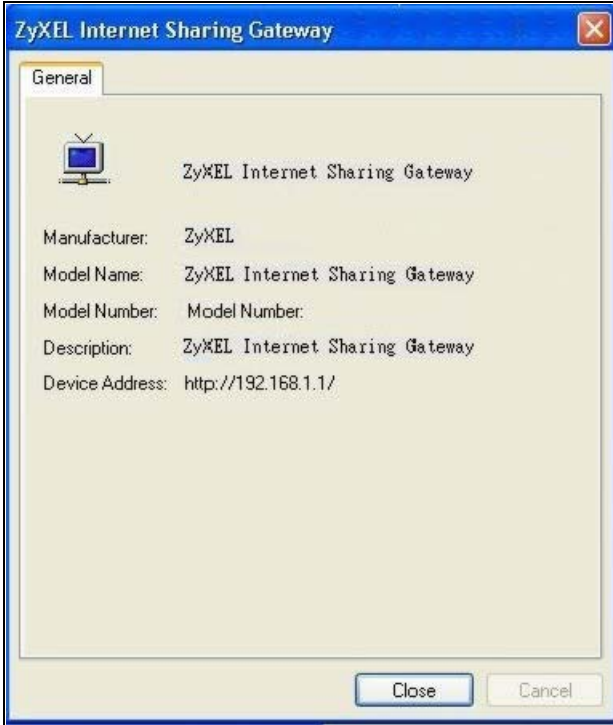 ZyXEL Internet Sharing Gateway
General
ZyXEL Internet Sharing Gateway
Manufacturer: ZyXEL
Model Name: ZyXEL Internet Sharing Gateway
Model Number: Model Number:
Description: ZyXEL Internet Sharing Gateway
Device Address: http://192.168.1.1/
Close Cancel